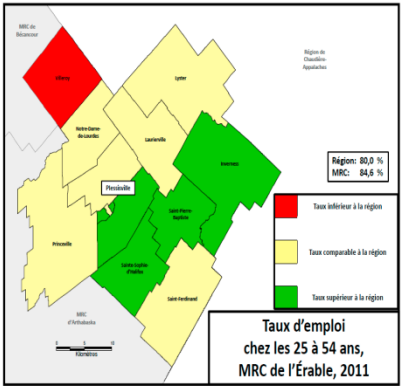 MRC de
Bécancour
Région de
Chaudière
Appalaches
Villeroy
Lyster
Notre-Dame
de-Lourdes
Laurierville
Inverness
Plessisville
Région: 80,0 %
MRC: 84,6 %
Saint-Pierre
Baptiste
Princeville
Sainte-Sophie
d'Halifax
Saint-Ferdinand
Taux inférieur à la région
Taux comparable à la région
Taux supérieur à la région
MRC
d'Arthabaska
0 5 10
Kilomètres
Taux d'emploi
chez les 25 à 54 ans,
MRC de l'Érable, 2011